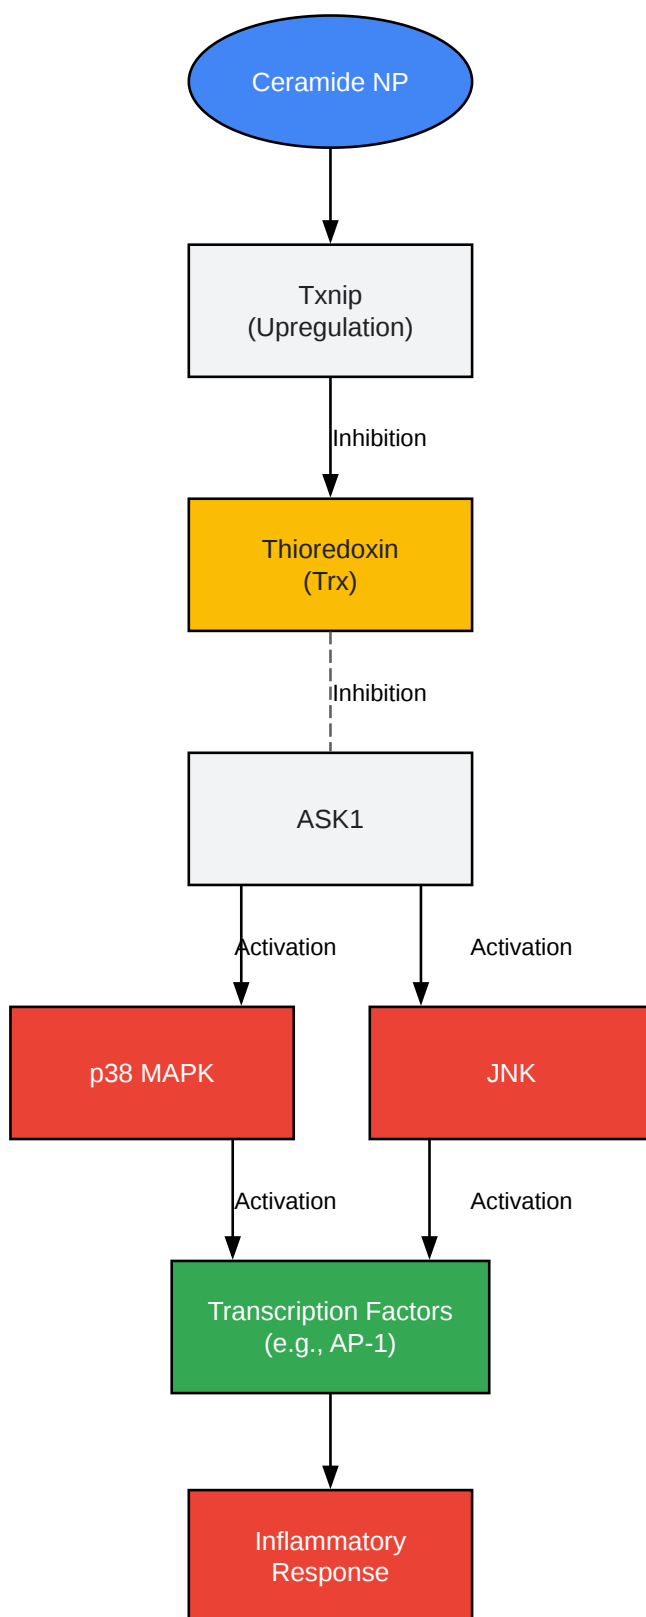 Ceramide NP
Txnip
(Upregulation)
Inhibition
Thioredoxin
(Trx)
Inhibition
ASK1
Activation
Activation
p38 MAPK
JNK
Activation
Activation
Transcription Factors
(e.g., AP-1)
Inflammatory
Response